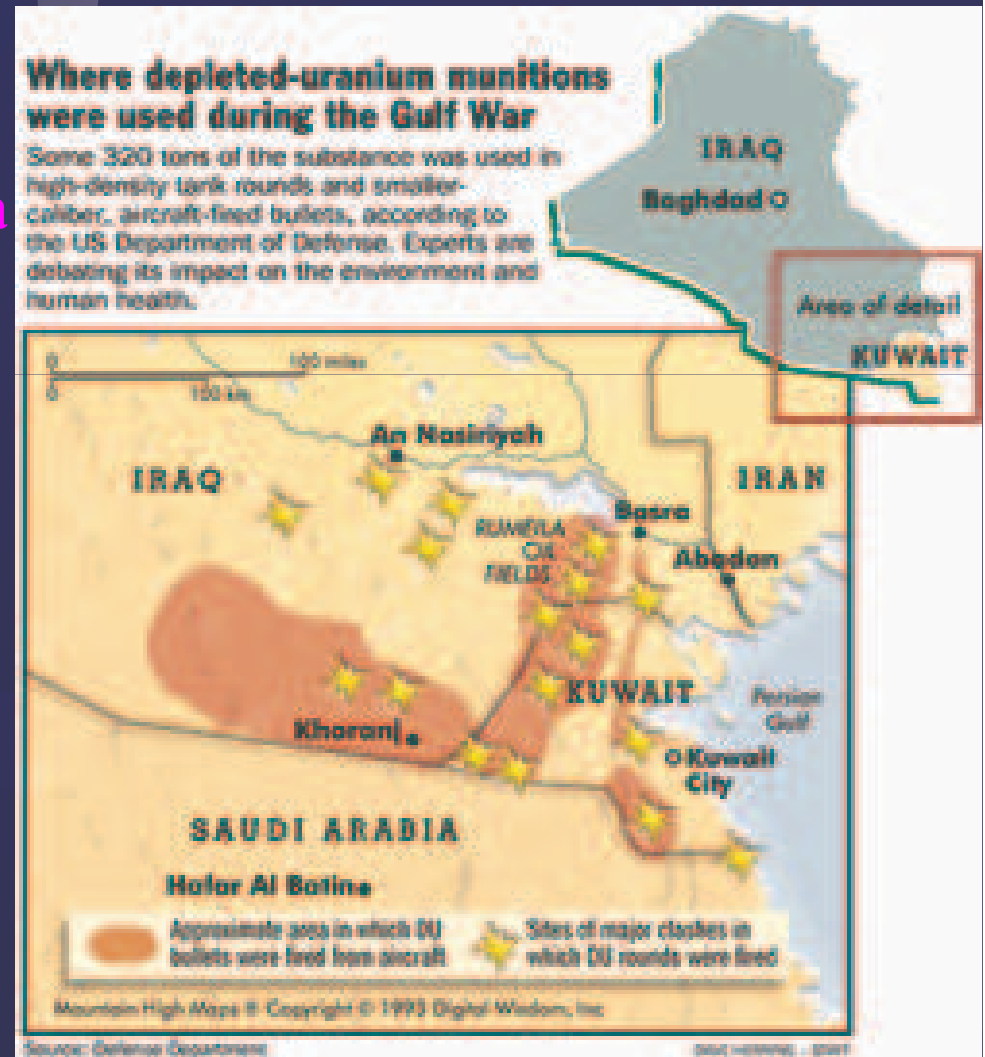 Where depleted-uranium munitions
were used during the Gulf War
Some 320 tons of the substance was used in
high-density tank rounds and smaller-
caliber, aircraft-fired bullets, according to
the US Department of Defense. Experts are
debating its impact on the environment and
human health.
IRAQ
Baghdad
Area of detail
KUWAIT
0 100 miles
0 100 km
An Nasiriyah
IRAQ
IRAN
Basra
RUMEILA
OIL
FIELDS
Abadan
KUWAIT
Persian
Gulf
Kharanj
Kuwait
City
SAUDI ARABIA
Hafar Al Batin
Approximate area in which DU
bullets were fired from aircraft
Sites of major clashes in
which DU rounds were fired
Mountain High Maps ® Copyright © 1993 Digital Wisdom, Inc
Source: Defense Department